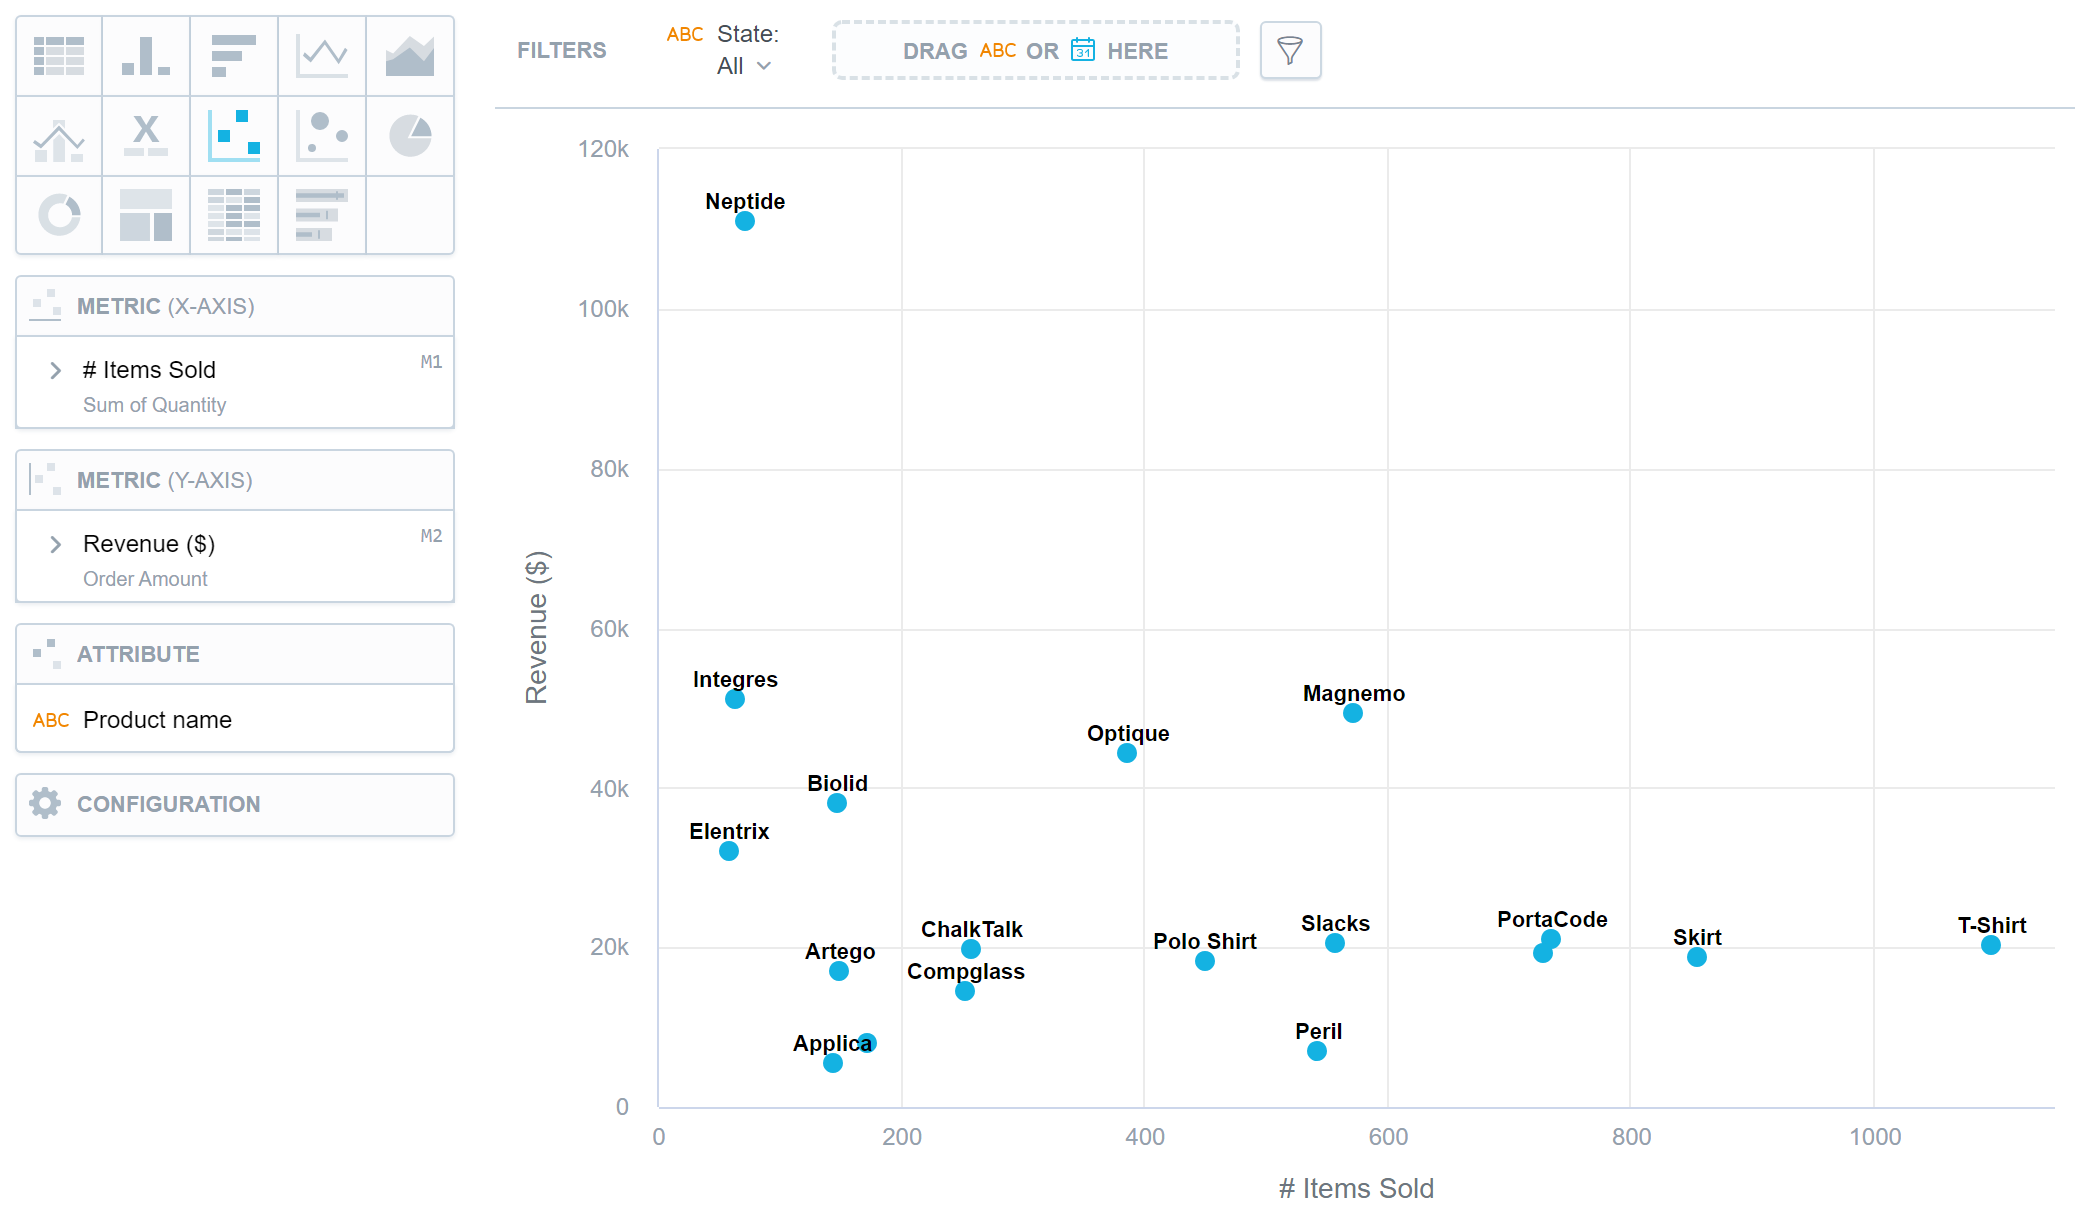 FILTERS
ABC State:
All
DRAG ABC OR 31 HERE
X
METRIC (X-AXIS)
# Items Sold
M1
Sum of Quantity
METRIC (Y-AXIS)
Revenue ($)
M2
Order Amount
ATTRIBUTE
ABC Product name
CONFIGURATION
120k
100k
80k
60k
40k
20k
0
Revenue ($)
Neptide
Integres
Magnemo
Optique
Biolid
Elentrix
PortaCode
Slacks
T-Shirt
ChalkTalk
Skirt
Polo Shirt
Artego
Compglass
Peril
Applica
0
200
400
600
800
1000
# Items Sold